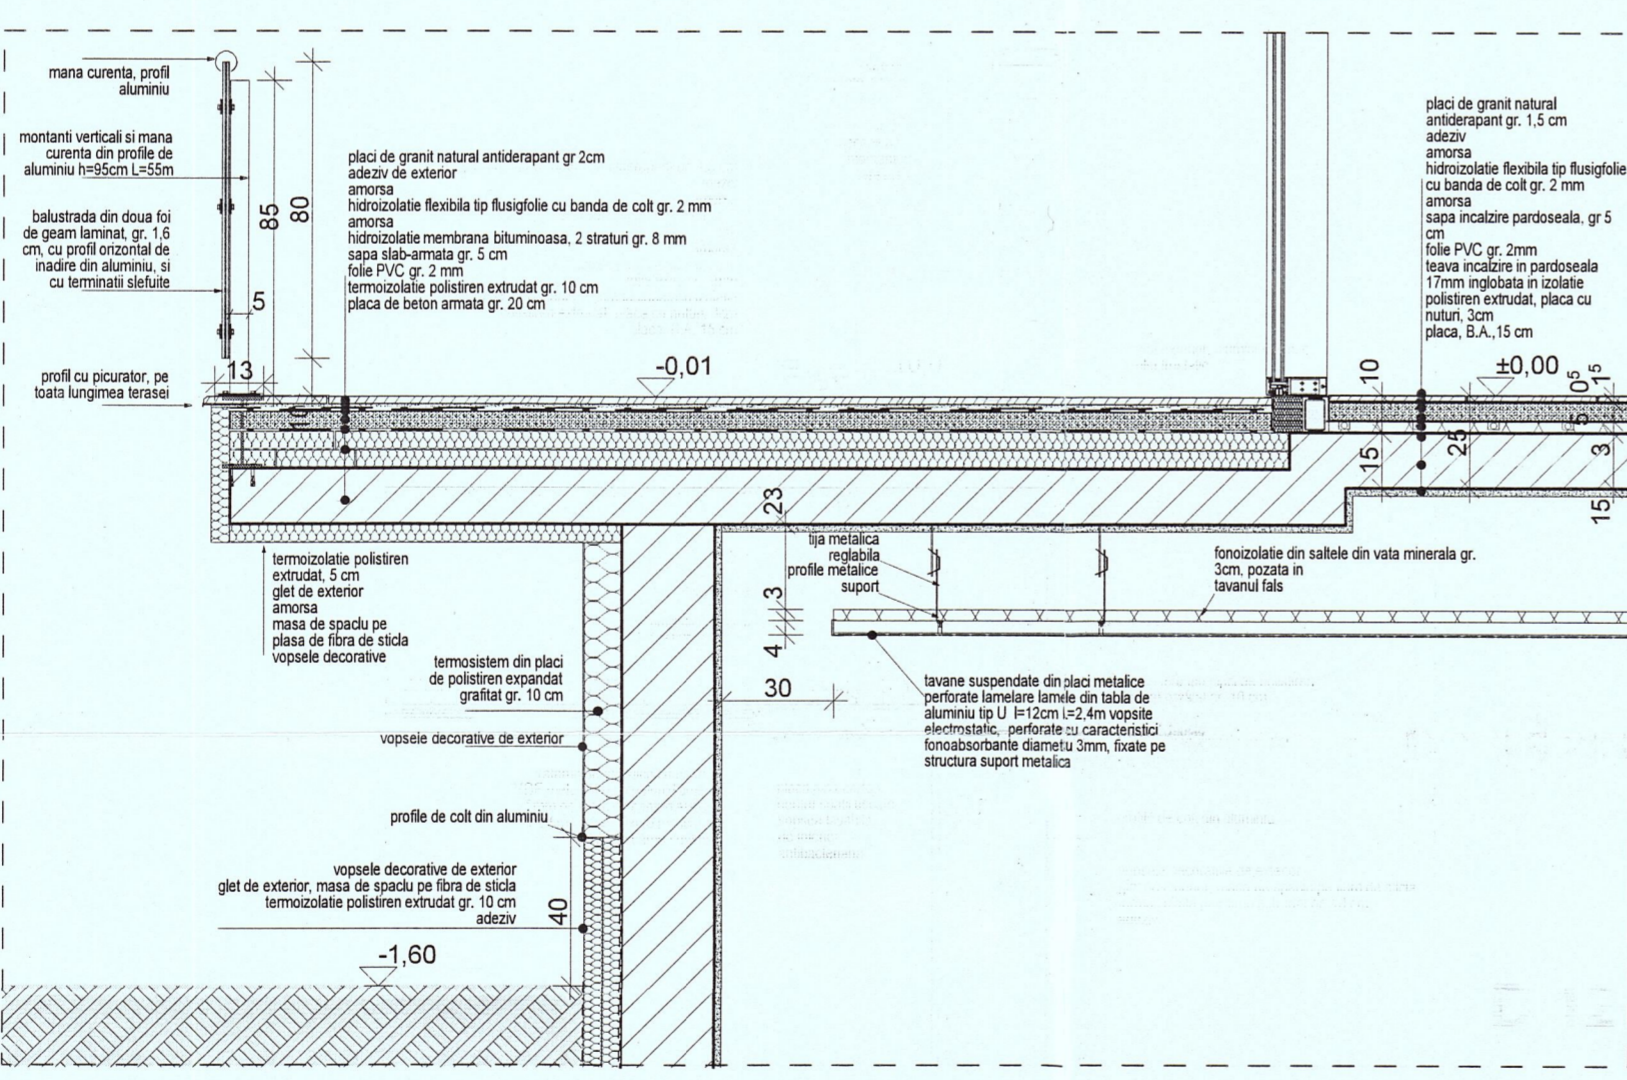 mana curenta, profil
aluminiu
montanti verticali si mana
curenta din profile de
aluminiu h=95cm L=55m
balustrada din doua foi
de geam laminat, gr. 1,6
cm, cu profil orizontal de
inadire din aluminiu, si
cu terminatii slefuite
profil cu picurator, pe
toata lungimea terasei
85
80
5
13
10
placi de granit natural antiderapant gr 2cm
adeziv de exterior
amorsa
hidroizolatie flexibila tip flusigfolie cu banda de colt gr. 2 mm
amorsa
hidroizolatie membrana bituminoasa, 2 straturi gr. 8 mm
sapa slab-armata gr. 5 cm
folie PVC gr. 2 mm
termoizolatie polistiren extrudat gr. 10 cm
placa de beton armata gr. 20 cm
-0,01
placi de granit natural
antiderapant gr. 1,5 cm
adeziv
amorsa
hidroizolatie flexibila tip flusigfolie
cu banda de colt gr. 2 mm
amorsa
sapa incalzire pardoseala, gr 5
cm
folie PVC gr. 2mm
teava incalzire in pardoseala
17mm inglobata in izolatie
polistiren extrudat, placa cu
nuturi, 3cm
placa, B.A., 15 cm
±0,00
10
15
25
0⁵
1⁵
5
3
15
23
3
4
30
tija metalica
reglabila
profile metalice
suport
fonoizolatie din saltele din vata minerala gr.
3cm, pozata in
tavanul fals
tavane suspendate din placi metalice
perforate lamelare lamele din tabla de
aluminiu tip U l=12cm L=2,4m vopsite
electrostatic, perforate cu caracteristici
fonoabsorbante diametu 3mm, fixate pe
structura suport metalica
termoizolatie polistiren
extrudat, 5 cm
glet de exterior
amorsa
masa de spaclu pe
plasa de fibra de sticla
vopsele decorative
termosistem din placi
de polistiren expandat
grafitat gr. 10 cm
vopsele decorative de exterior
profile de colt din aluminiu
vopsele decorative de exterior
glet de exterior, masa de spaclu pe fibra de sticla
termoizolatie polistiren extrudat gr. 10 cm
adeziv
40
-1,60